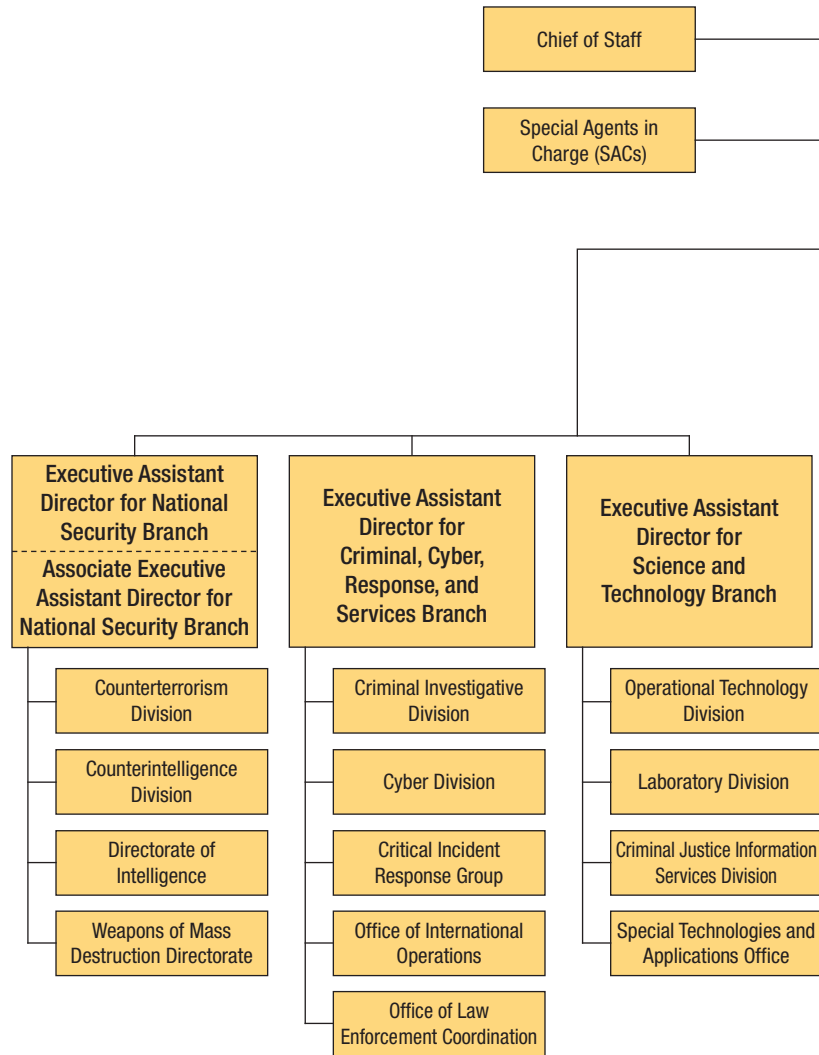 Chief of Staff
Special Agents in
Charge (SACs)
Executive Assistant
Director for National
Security Branch
Associate Executive
Assistant Director for
National Security Branch
Counterterrorism
Division
Counterintelligence
Division
Directorate of
Intelligence
Weapons of Mass
Destruction Directorate
Executive Assistant
Director for
Criminal, Cyber,
Response, and
Services Branch
Criminal Investigative
Division
Cyber Division
Critical Incident
Response Group
Office of International
Operations
Office of Law
Enforcement Coordination
Executive Assistant
Director for
Science and
Technology Branch
Operational Technology
Division
Laboratory Division
Criminal Justice Information
Services Division
Special Technologies and
Applications Office